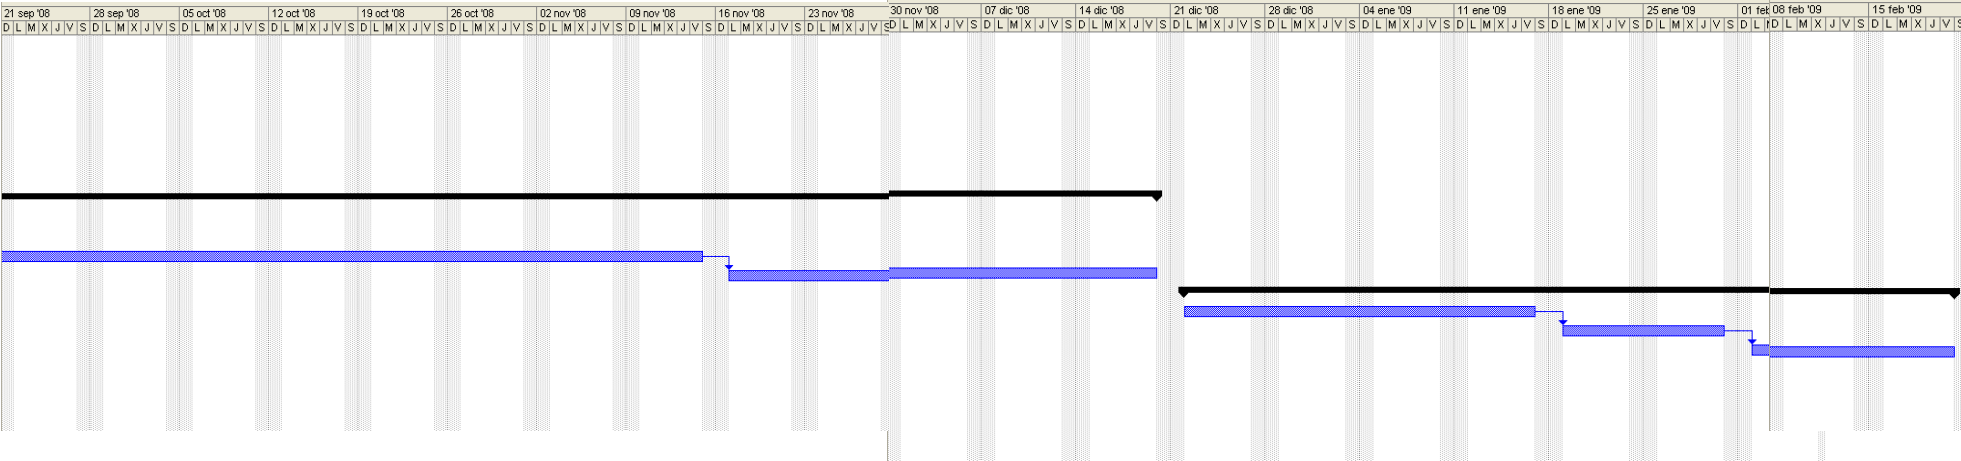 21 sep '08 28 sep '08 05 oct '08 12 oct '08 19 oct '08 26 oct '08 02 nov '08 09 nov '08 16 nov '08 23 nov '08 30 nov '08 07 dic '08 14 dic '08 21 dic '08 28 dic '08 04 ene '09 11 ene '09 18 ene '09 25 ene '09 01 feb 08 feb '09 15 feb '09
D L M X J V S D L M X J V S D L M X J V S D L M X J V S D L M X J V S D L M X J V S D L M X J V S D L M X J V S D L M X J V S D L M X J V S D L M X J V S D L M X J V S D L M X J V S D L M X J V S D L M X J V S D L M X J V S D L M X J V S D L M X J V S D L M X J V S D L D L M X J V S D L M X J V S